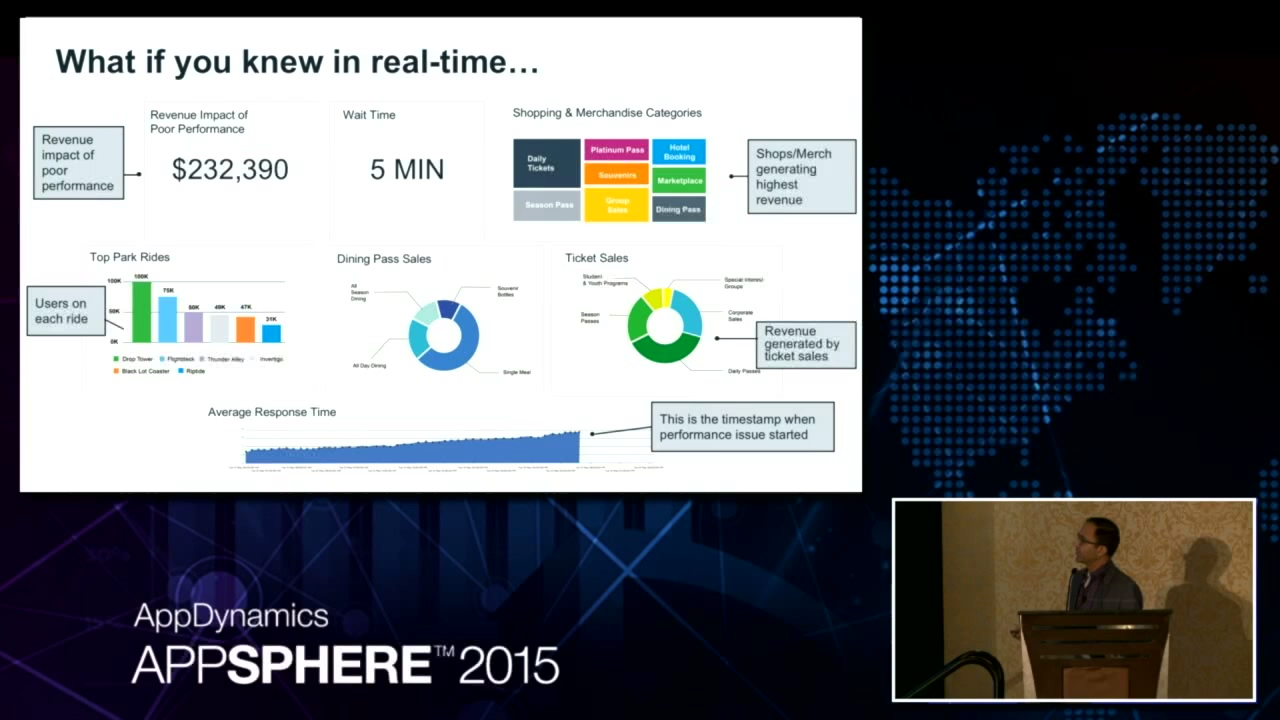 What if you knew in real-time…
Revenue Impact of
Poor Performance
$232,390
Revenue
impact of
poor
performance
Wait Time
5 MIN
Shopping & Merchandise Categories
Daily
Tickets
Platinum Pass
Hotel
Booking
Souvenirs
Marketplace
Season Pass
Group
Sales
Dining Pass
Shops/Merch
generating
highest
revenue
Top Park Rides
100K
50K
0K
100K
75K
50K
47K
31K
Users on
each ride
Drop Tower
Flightdeck
Thunder Alley
Invertigo
Black Lot Coaster
Riptide
Dining Pass Sales
All
Season
Dining
Souvenir
Bottles
All Day Dining
Single Meal
Ticket Sales
Student
& Youth Programs
Special Interest/
Groups
Season
Passes
Corporate
Sales
Daily Passes
Revenue
generated by
ticket sales
Average Response Time
This is the timestamp when
performance issue started
AppDynamics
APPSPHERE™ 2015